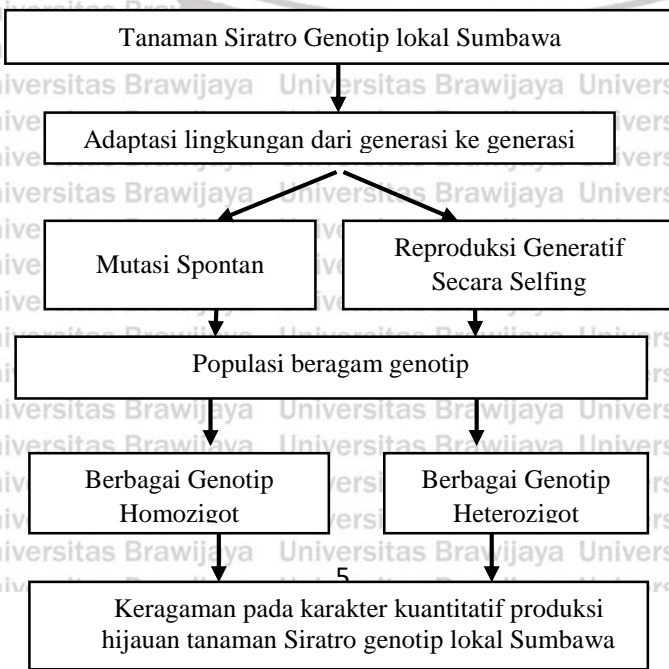 Tanaman Siratro Genotip lokal Sumbawa
Adaptasi lingkungan dari generasi ke generasi
Mutasi Spontan
Reproduksi Generatif
Secara Selfing
Populasi beragam genotip
Berbagai Genotip
Homozigot
Berbagai Genotip
Heterozigot
5
Keragaman pada karakter kuantitatif produksi
hijauan tanaman Siratro genotip lokal Sumbawa
Universitas Brawijaya